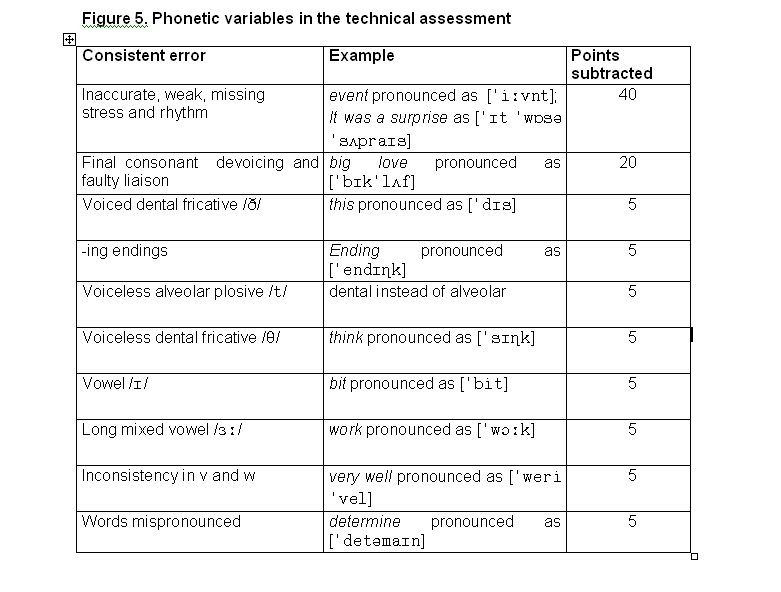 Figure 5. Phonetic variables in the technical assessment
Consistent error Example Points
subtracted
Inaccurate, weak, missing
stress and rhythm
event pronounced as ['i:vnt];
It was a surprise as ['ɪt 'wɒsə
'sʌpraɪs]
40
Final consonant devoicing and
faulty liaison
big love pronounced as
['bɪk'lʌf]
20
Voiced dental fricative /ð/ this pronounced as ['dɪs] 5
-ing endings Ending pronounced as
['endɪŋk]
5
Voiceless alveolar plosive /t/ dental instead of alveolar 5
Voiceless dental fricative /θ/ think pronounced as ['sɪŋk] 5
Vowel /ɪ/ bit pronounced as ['bit] 5
Long mixed vowel /ɜ:/ work pronounced as ['wɔ:k] 5
Inconsistency in v and w very well pronounced as ['weri
'vel]
5
Words mispronounced determine pronounced as
['detəmaɪn]
5